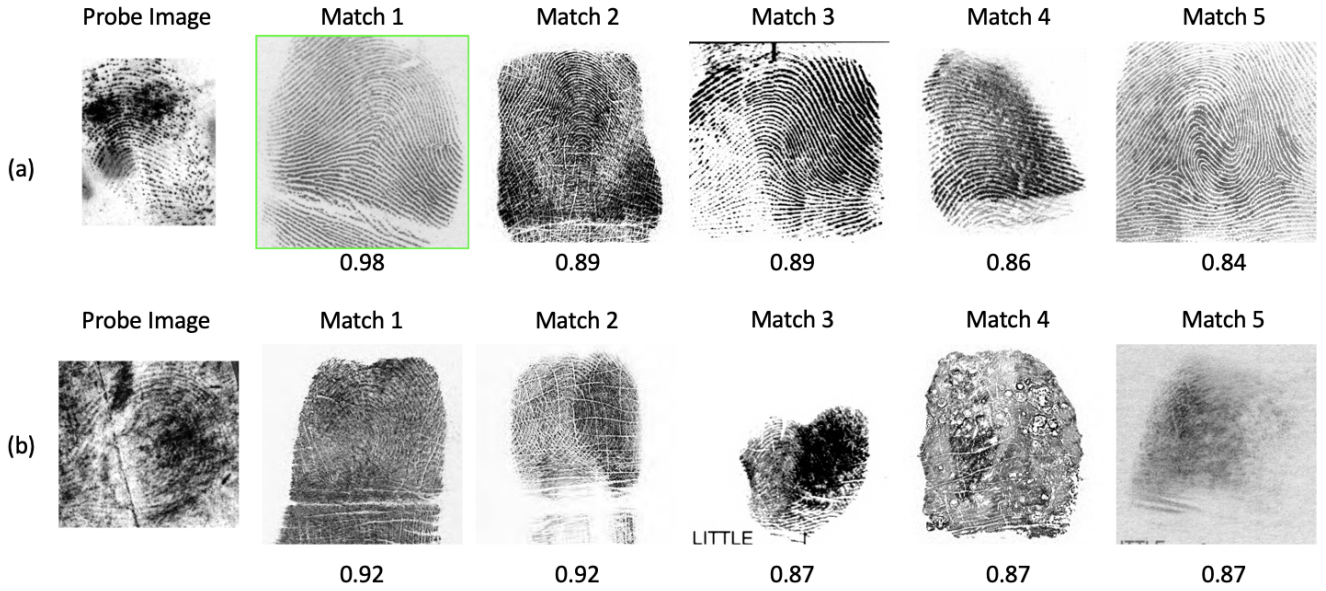 Probe Image Match 1 Match 2 Match 3 Match 4 Match 5
(a)
0.98 0.89 0.89 0.86 0.84
Probe Image Match 1 Match 2 Match 3 Match 4 Match 5
(b)
LITTLE ITTLE
0.92 0.92 0.87 0.87 0.87